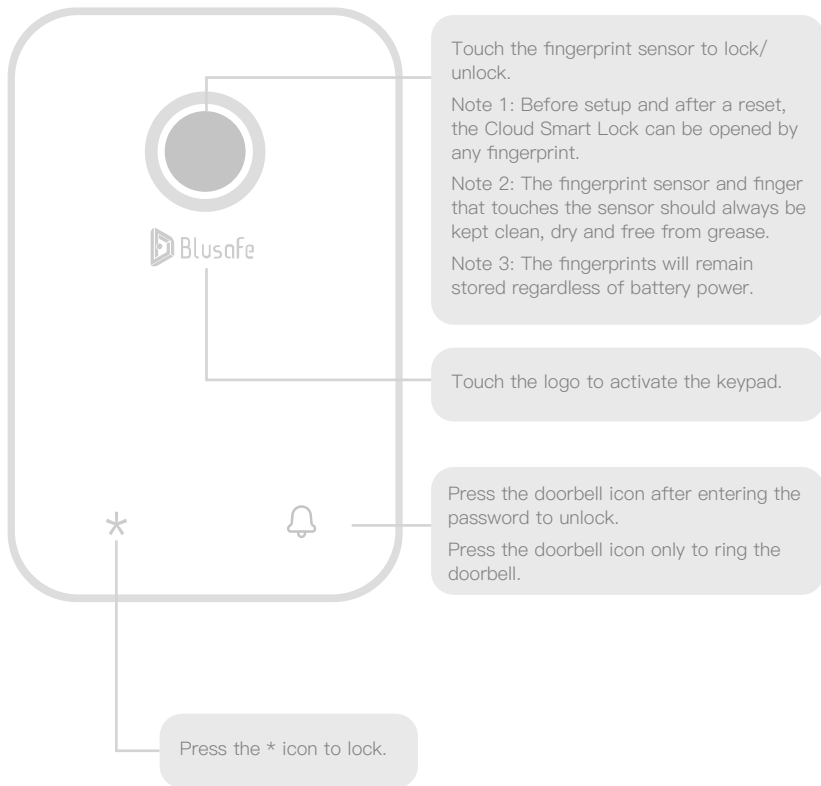 Touch the fingerprint sensor to lock/
unlock.
Note 1: Before setup and after a reset,
the Cloud Smart Lock can be opened by
any fingerprint.
Note 2: The fingerprint sensor and finger
that touches the sensor should always be
kept clean, dry and free from grease.
Note 3: The fingerprints will remain
stored regardless of battery power.
Blusafe
Touch the logo to activate the keypad.
*
Press the doorbell icon after entering the
password to unlock.
Press the doorbell icon only to ring the
doorbell.
Press the * icon to lock.